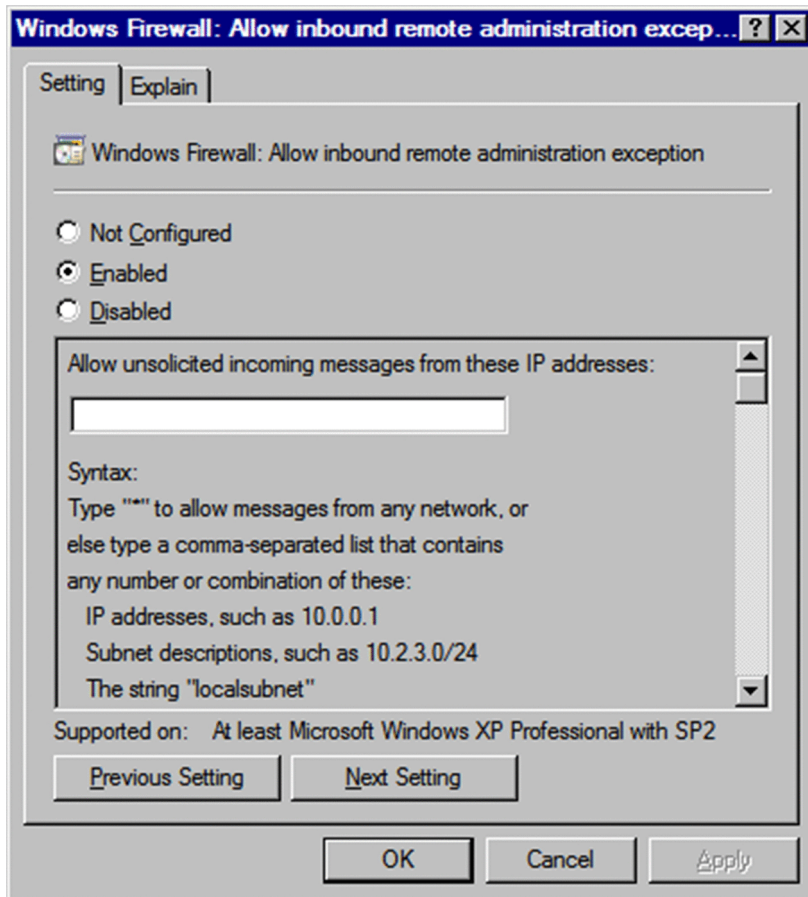 Windows Firewall: Allow inbound remote administration excep...
Setting
Explain
Windows Firewall: Allow inbound remote administration exception
Not Configured
Enabled
Disabled
Allow unsolicited incoming messages from these IP addresses:
Syntax:
Type "*" to allow messages from any network, or
else type a comma-separated list that contains
any number or combination of these:
IP addresses, such as 10.0.0.1
Subnet descriptions, such as 10.2.3.0/24
The string "localsubnet"
Supported on: At least Microsoft Windows XP Professional with SP2
Previous Setting
Next Setting
OK
Cancel
Apply